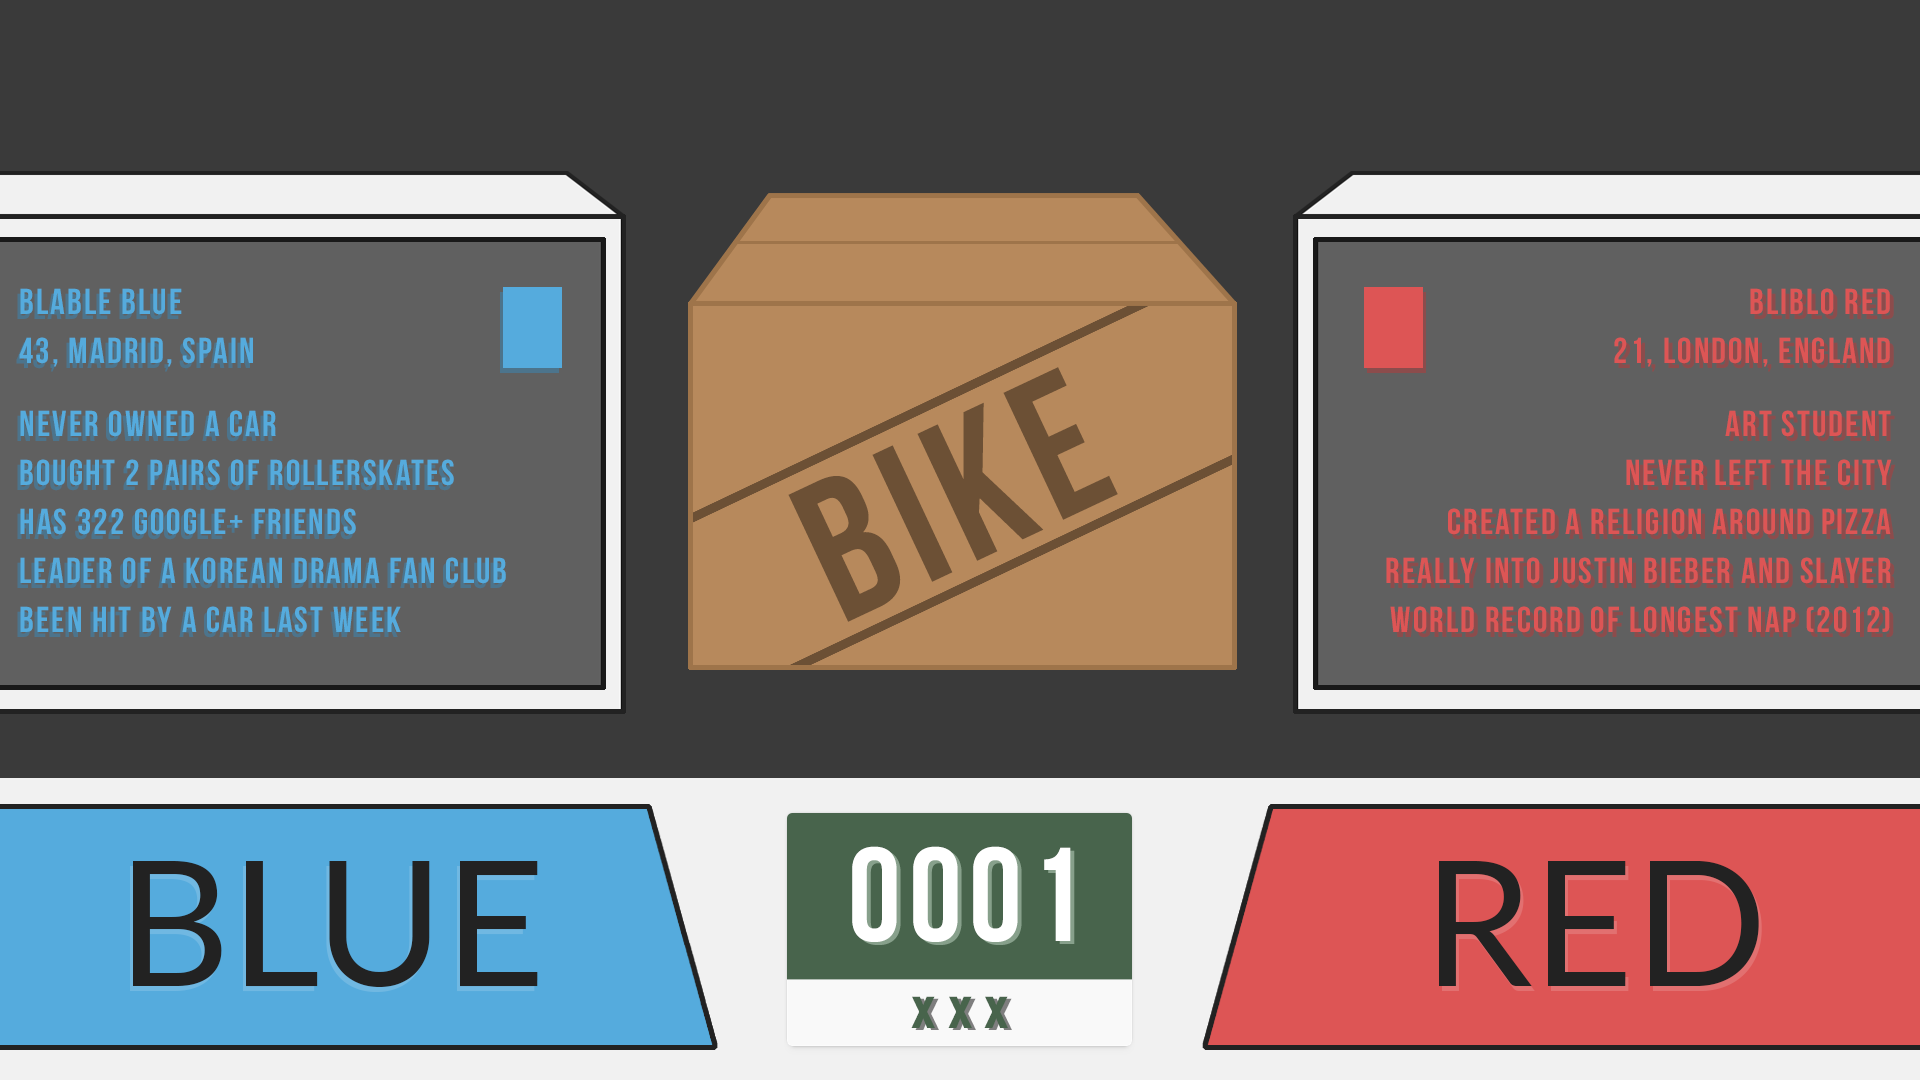 BLABLE BLUE
43, MADRID, SPAIN
NEVER OWNED A CAR
BOUGHT 2 PAIRS OF ROLLERSKATES
HAS 322 GOOGLE+ FRIENDS
LEADER OF A KOREAN DRAMA FAN CLUB
BEEN HIT BY A CAR LAST WEEK
BIKE
BLIBLO RED
21, LONDON, ENGLAND
ART STUDENT
NEVER LEFT THE CITY
CREATED A RELIGION AROUND PIZZA
REALLY INTO JUSTIN BIEBER AND SLAYER
WORLD RECORD OF LONGEST NAP (2012)
BLUE
0001
XXX
RED